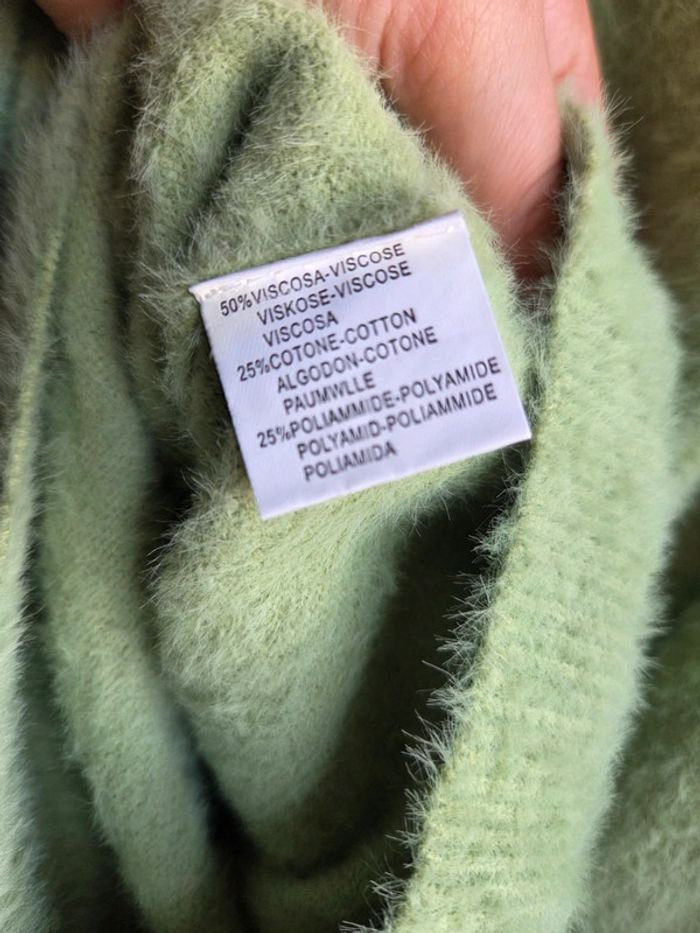 50%VISCOSA-VISCOSE
VISKOSE-VISCOSE
VISCOSA
25%COTONE-COTTON
ALGODON-COTONE
PAUMWLLE
25%POLIAMMIDE-POLYAMIDE
POLYAMID-POLIAMMIDE
POLIAMIDA